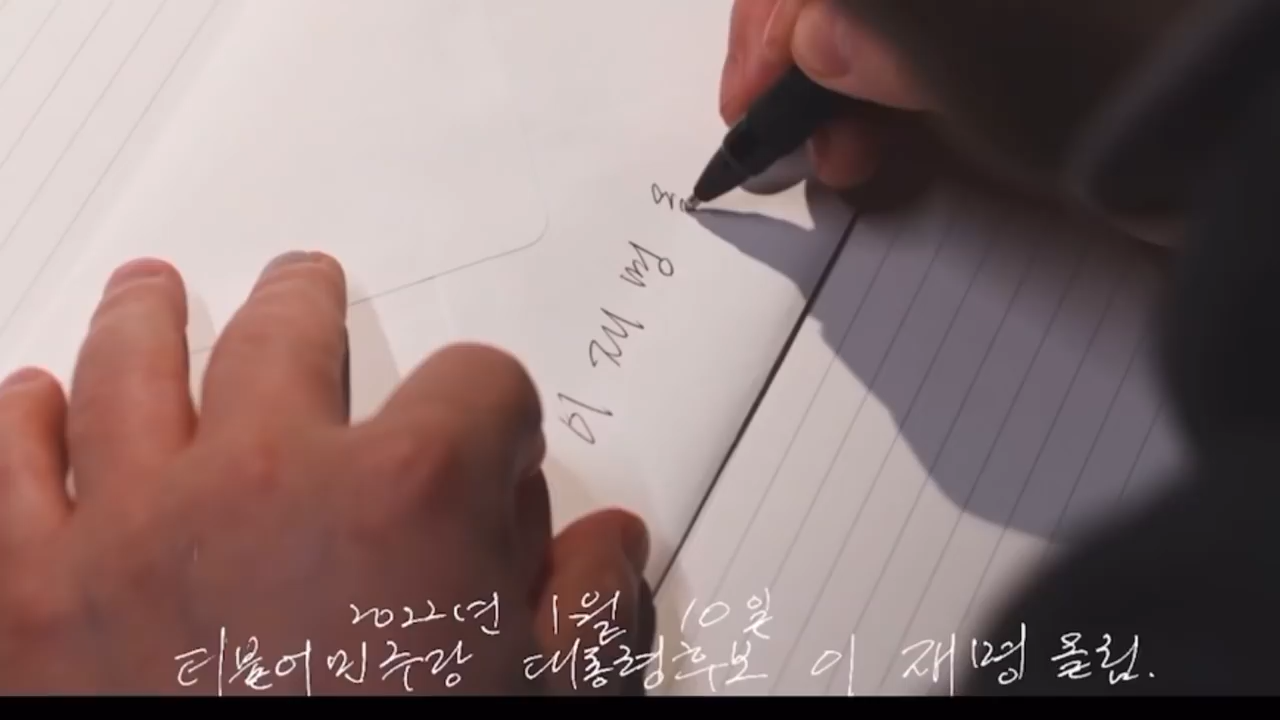 이 재 명
2022년 1월 10일
더불어민주당 대통령후보 이 재명 올림.